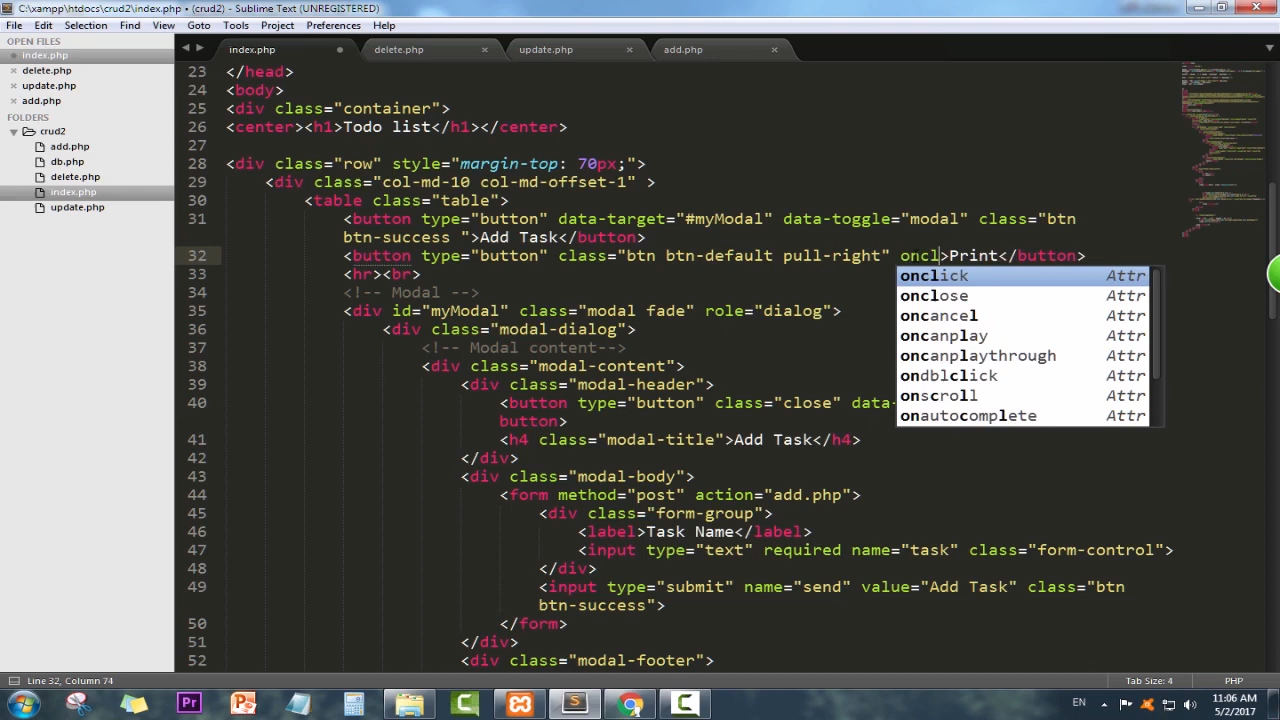 C:\xampp\htdocs\crud2\index.php • (crud2) - Sublime Text (UNREGISTERED)
File Edit Selection Find View Goto Tools Project Preferences Help
OPEN FILES
index.php
delete.php
update.php
add.php
FOLDERS
crud2
add.php
db.php
delete.php
index.php
update.php
index.php delete.php update.php add.php
23 </head>
24 <body>
25 <div class="container">
26 <center><h1>Todo list</h1></center>
27
28 <div class="row" style="margin-top: 70px;">
29 <div class="col-md-10 col-md-offset-1" >
30 <table class="table">
31 <button type="button" data-target="#myModal" data-toggle="modal" class="btn
btn-success ">Add Task</button>
32 <button type="button" class="btn btn-default pull-right" oncl>Print</button>
33 <hr><br>
34 <!-- Modal -->
35 <div id="myModal" class="modal fade" role="dialog">
36 <div class="modal-dialog">
37 <!-- Modal content-->
38 <div class="modal-content">
39 <div class="modal-header">
40 <button type="button" class="close" data-
button>
41 <h4 class="modal-title">Add Task</h4>
42 </div>
43 <div class="modal-body">
44 <form method="post" action="add.php">
45 <div class="form-group">
46 <label>Task Name</label>
47 <input type="text" required name="task" class="form-control">
48 </div>
49 <input type="submit" name="send" value="Add Task" class="btn
btn-success">
50 </form>
51 </div>
52 <div class="modal-footer">
onclick Attr
onclose Attr
oncancel Attr
oncanplay Attr
oncanplaythrough Attr
ondblclick Attr
onscroll Attr
onautocomplete Attr
Line 32, Column 74 Tab Size: 4 PHP
Pr
EN
11:06 AM
5/2/2017